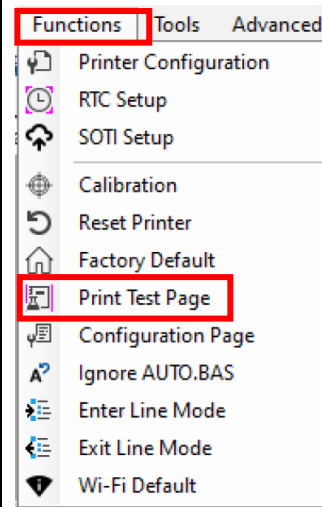 Functions Tools Advanced
Printer Configuration
RTC Setup
SOTI Setup
Calibration
Reset Printer
Factory Default
Print Test Page
Configuration Page
Ignore AUTO.BAS
Enter Line Mode
Exit Line Mode
Wi-Fi Default